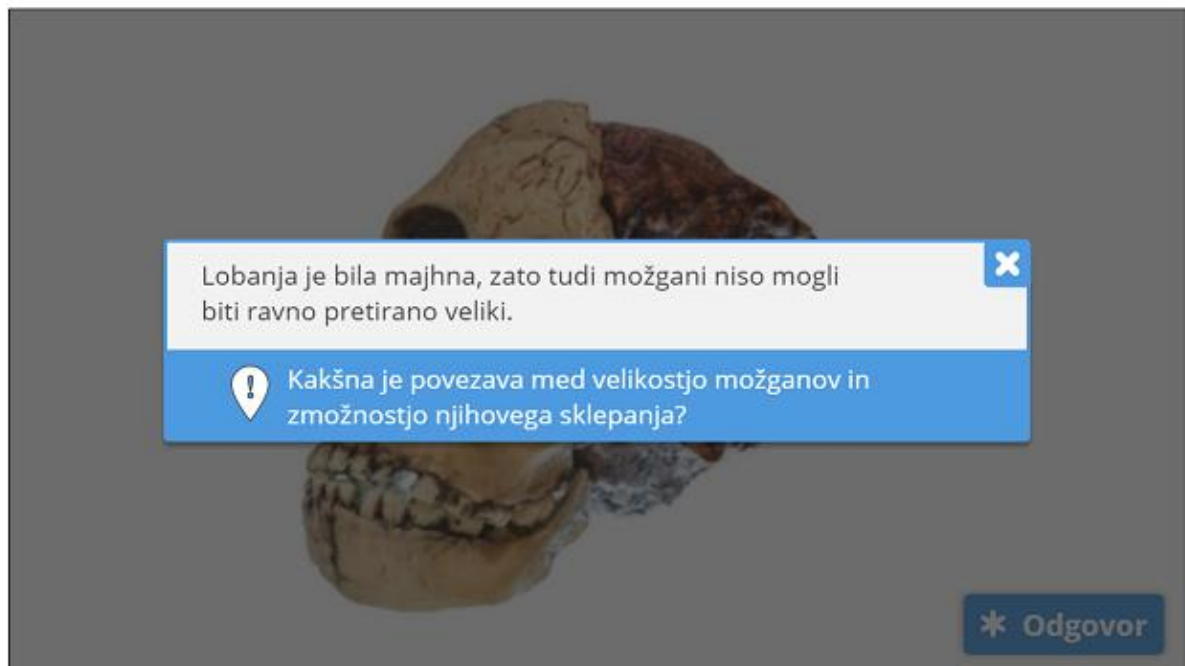 Lobanja je bila majhna, zato tudi možgani niso mogli
biti ravno pretirano veliki.
Kakšna je povezava med velikostjo možganov in
zmožnostjo njihovega sklepanja?
Odgovor